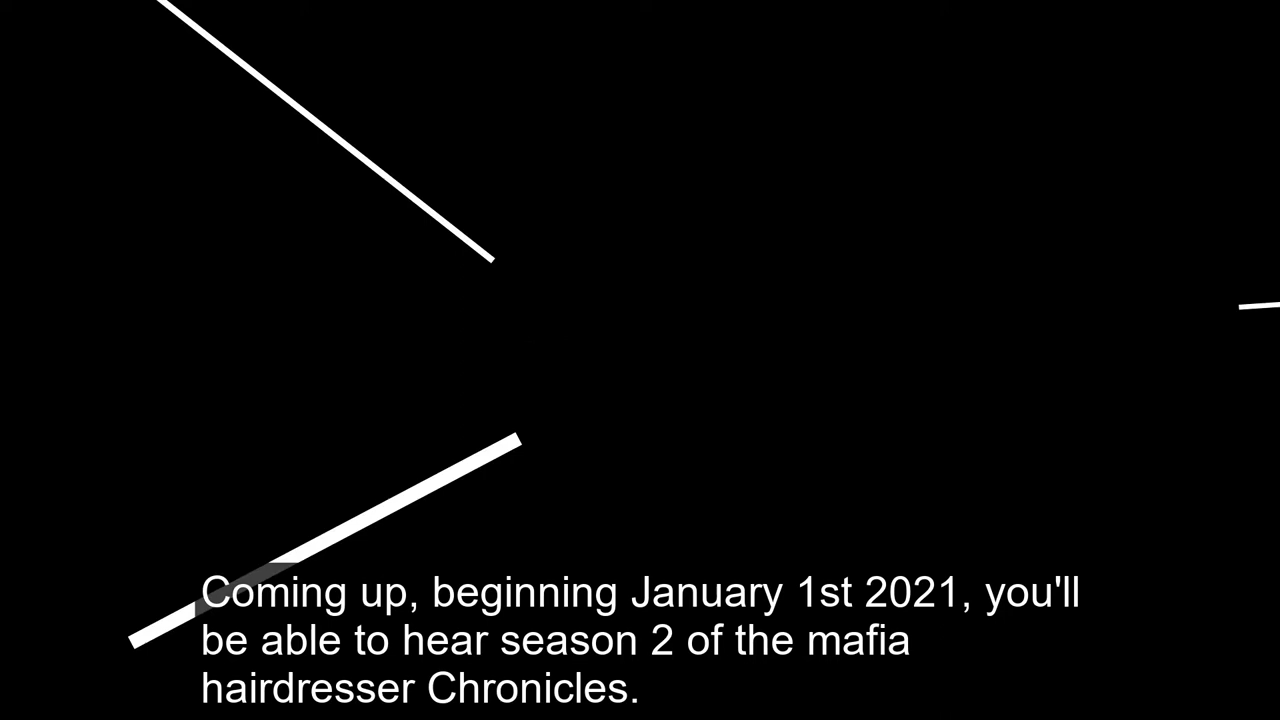 Coming up, beginning January 1st 2021, you'll
be able to hear season 2 of the mafia
hairdresser Chronicles.